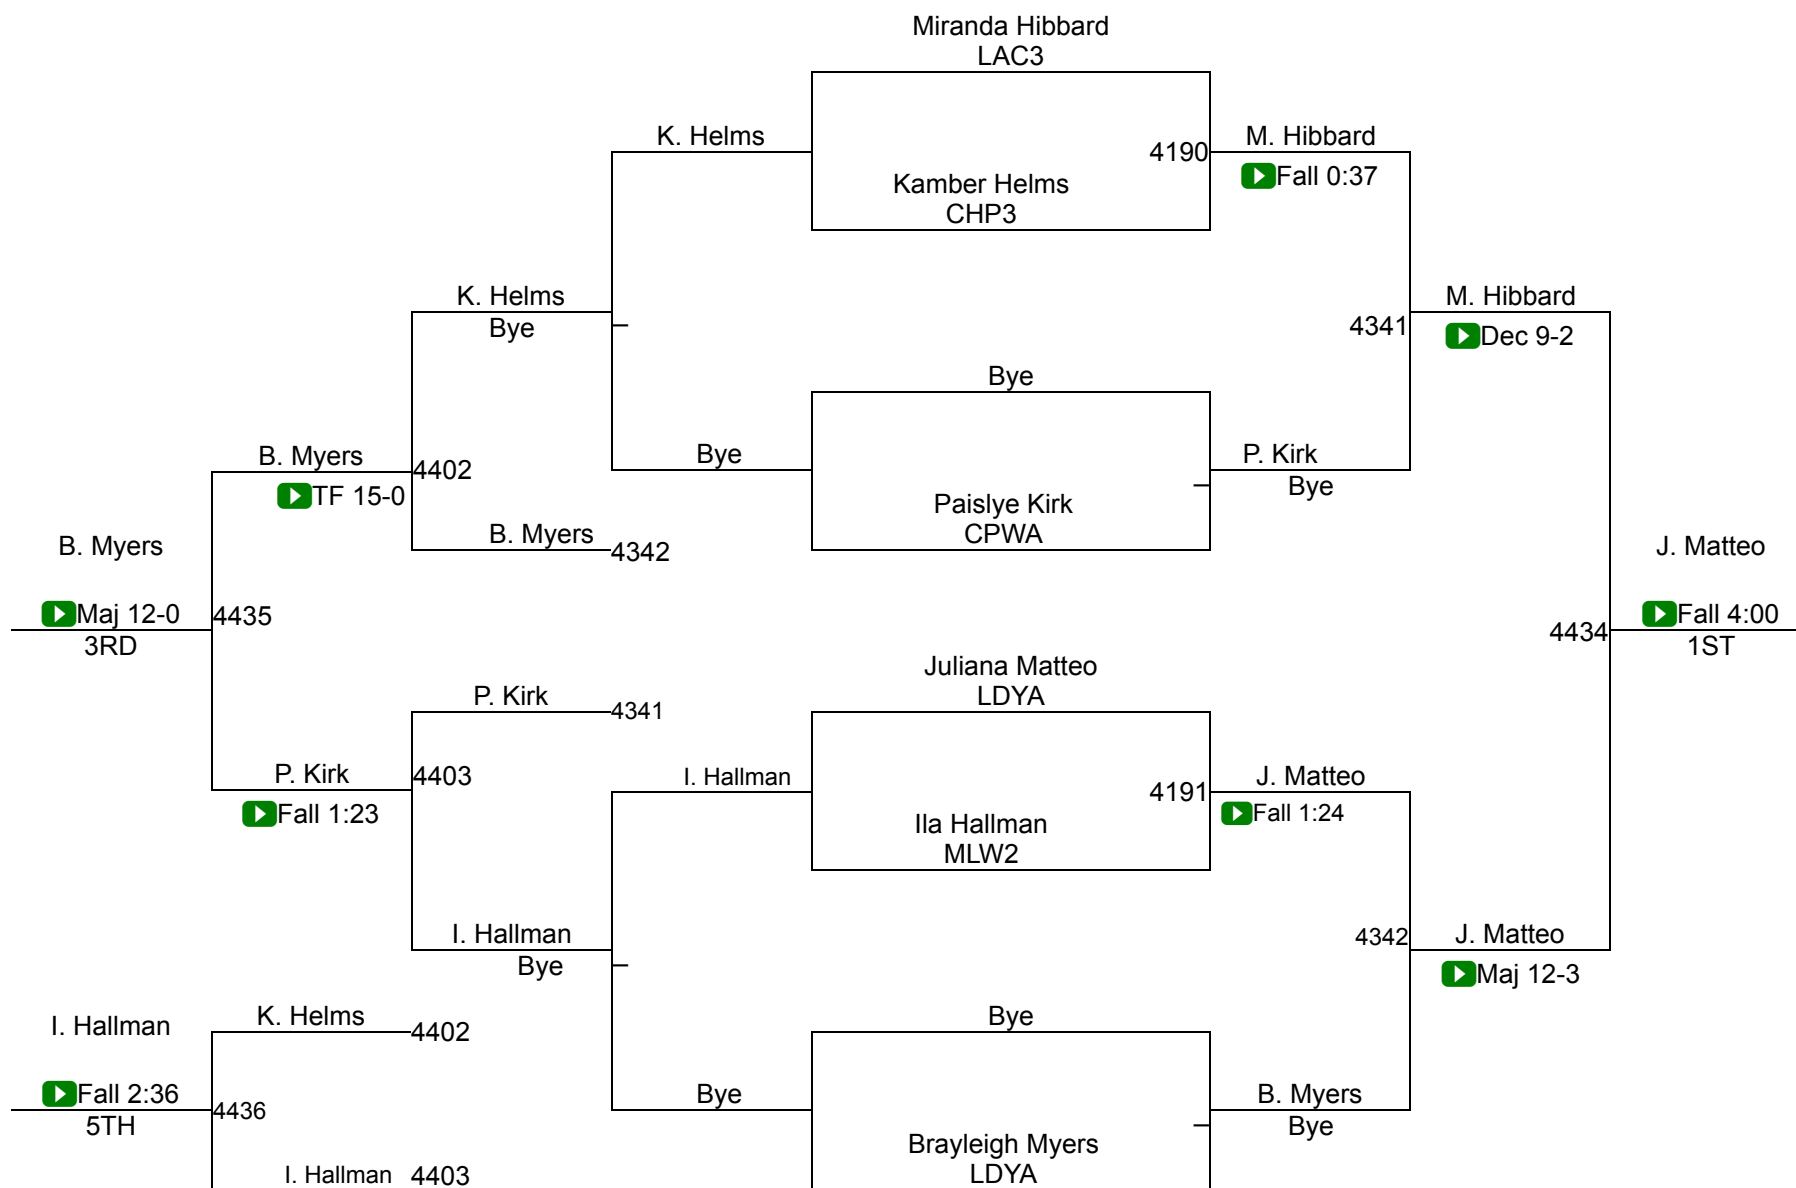 Miranda Hibbard
LAC3
K. Helms
4190
M. Hibbard
Fall 0:37
Kamber Helms
CHP3
K. Helms
Bye
M. Hibbard
4341
Dec 9-2
Bye
B. Myers
4402
TF 15-0
Bye
P. Kirk
Bye
Paislye Kirk
CPWA
B. Myers
4342
B. Myers
J. Matteo
Maj 12-0
4435
3RD
4434
Fall 4:00
1ST
Juliana Matteo
LDYA
P. Kirk
4341
P. Kirk
4403
Fall 1:23
I. Hallman
4191
J. Matteo
Fall 1:24
Ila Hallman
MLW2
I. Hallman
Bye
4342
J. Matteo
Maj 12-3
I. Hallman
K. Helms
4402
Bye
Fall 2:36
4436
5TH
Bye
B. Myers
Bye
Brayleigh Myers
LDYA
I. Hallman
4403